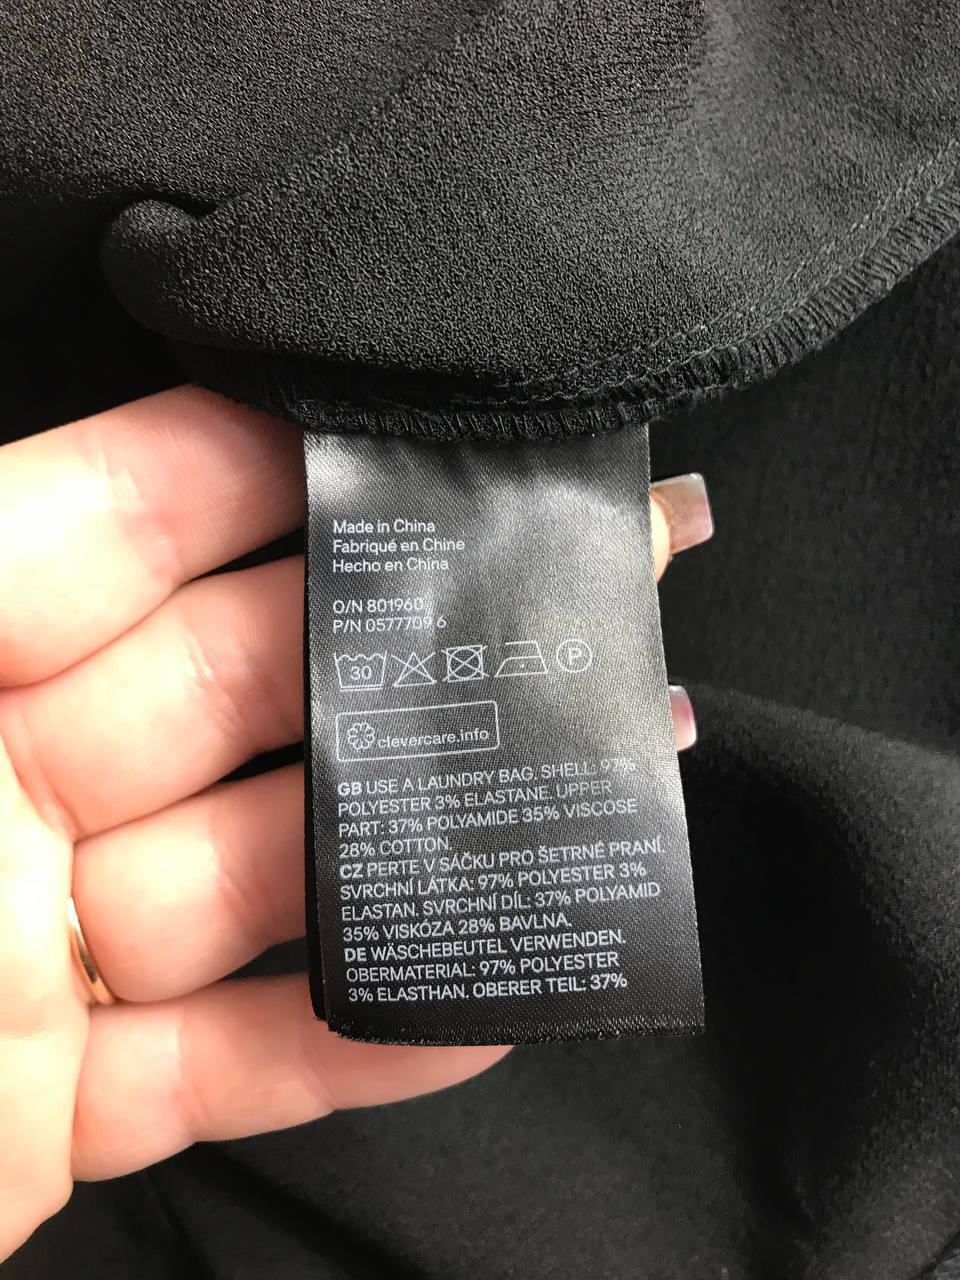 Made in China
Fabriqué en Chine
Hecho en China
O/N 801960
P/N 0577709 6
30
P
clevercare.info
GB USE A LAUNDRY BAG. SHELL: 97%
POLYESTER 3% ELASTANE. UPPER
PART: 37% POLYAMIDE 35% VISCOSE
28% COTTON.
CZ PERTE V SÁČKU PRO ŠETRNÉ PRANÍ.
SVRCHNÍ LÁTKA: 97% POLYESTER 3%
ELASTAN. SVRCHNÍ DÍL: 37% POLYAMID
35% VISKÓZA 28% BAVLNA.
DE WÄSCHEBEUTEL VERWENDEN.
OBERMATERIAL: 97% POLYESTER
3% ELASTHAN. OBERER TEIL: 37%